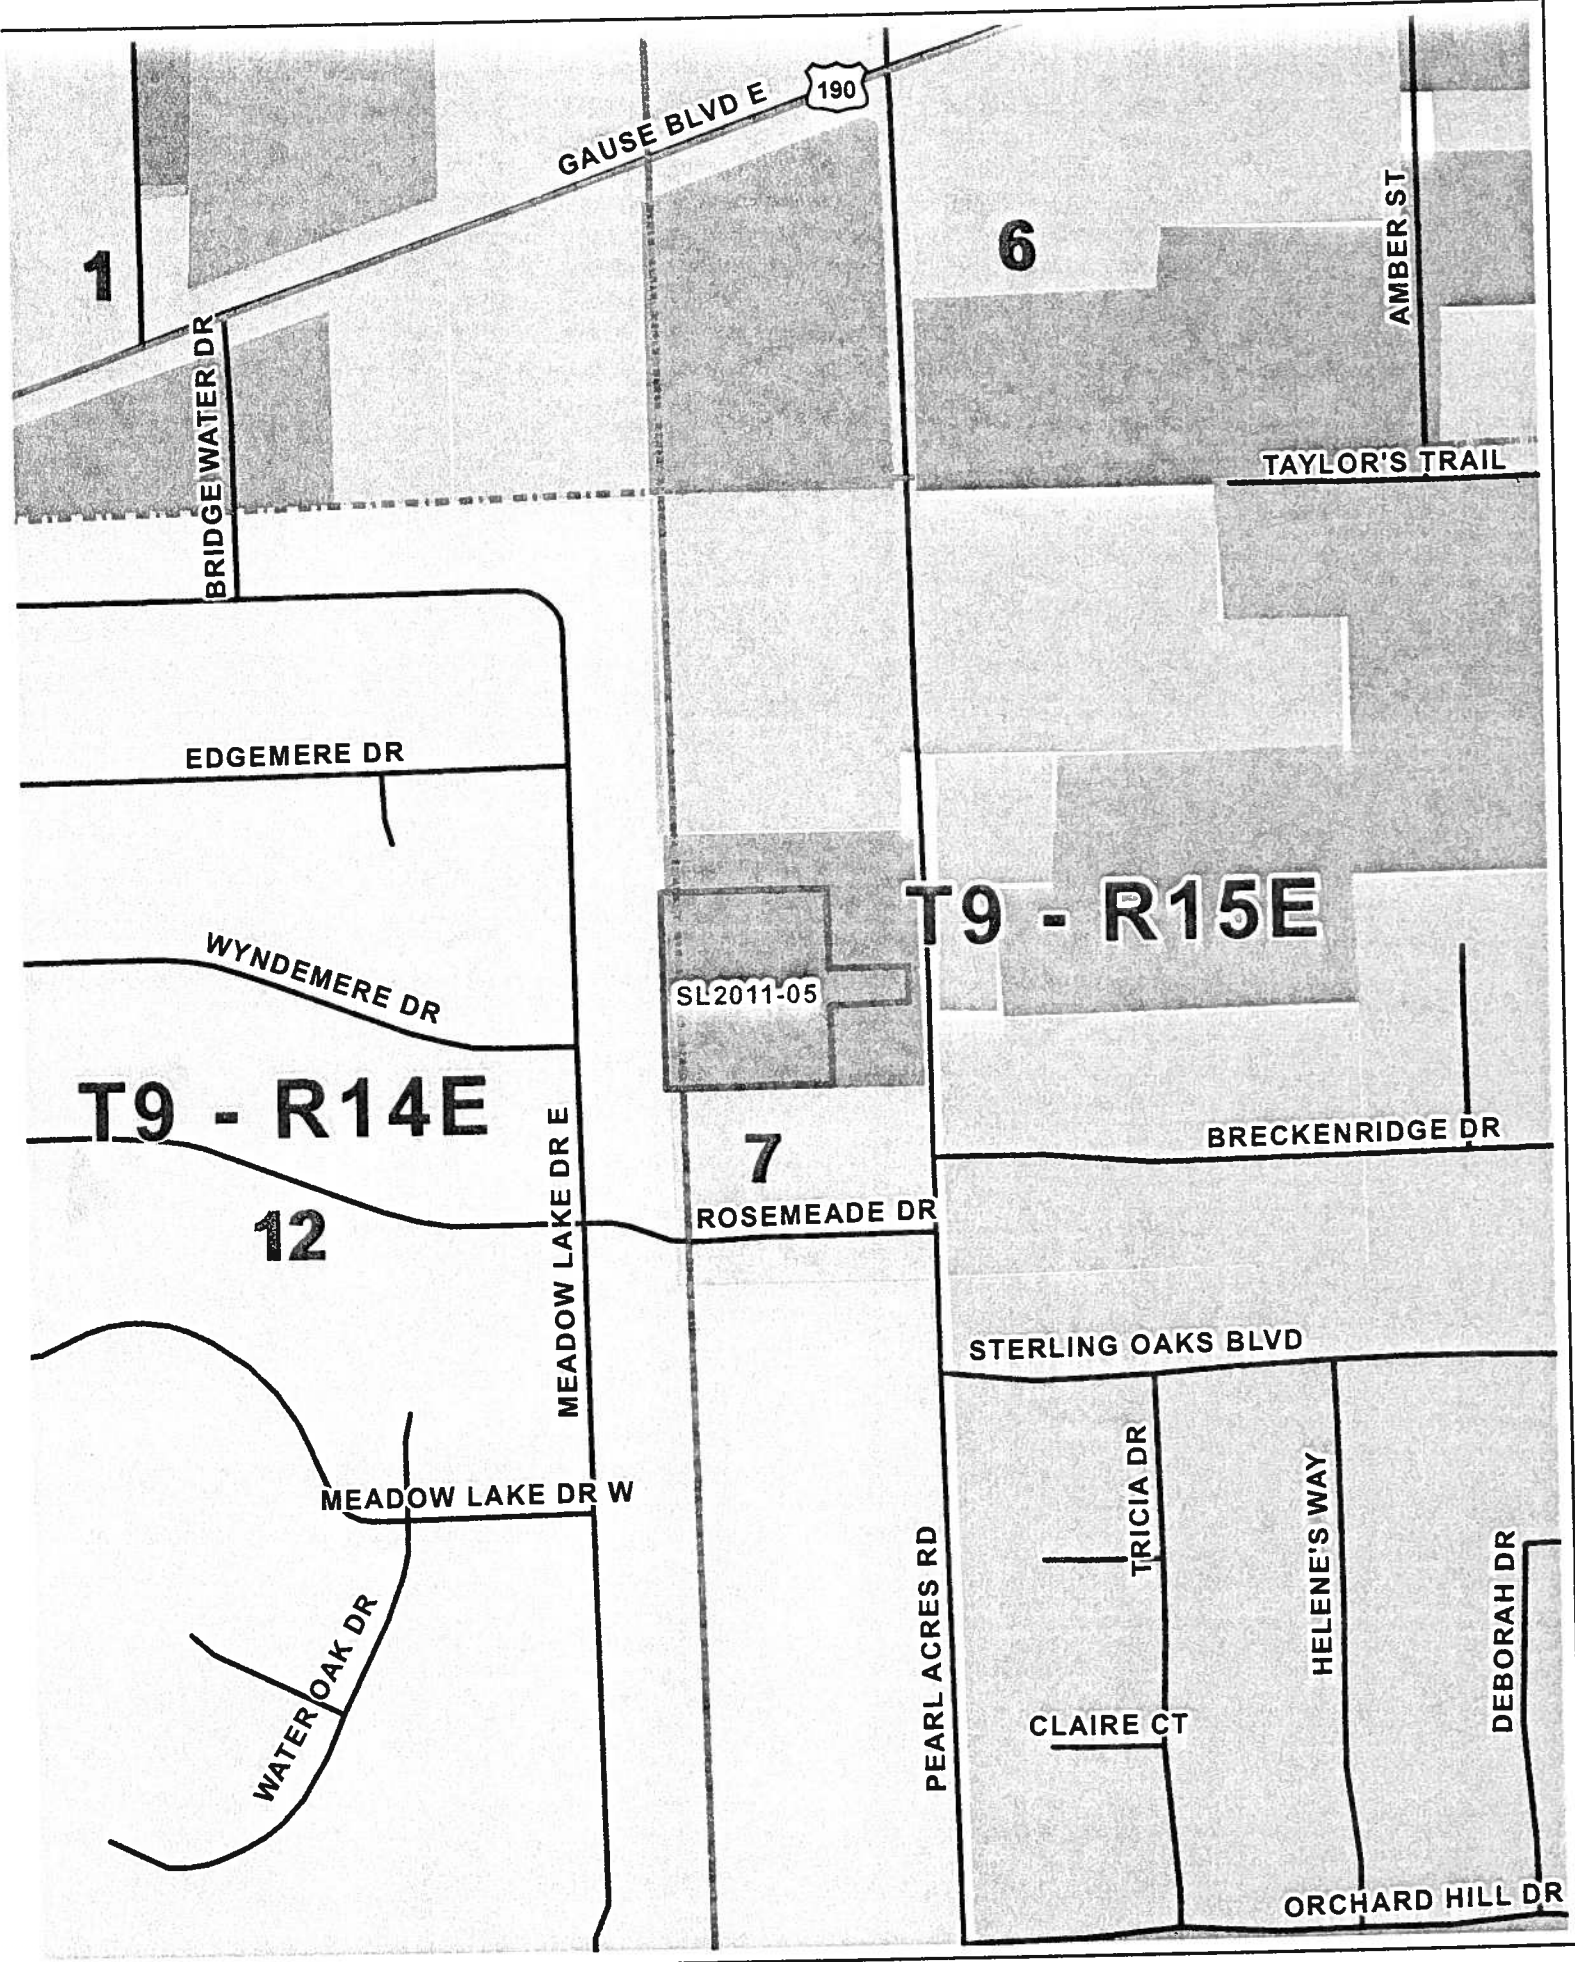 190
GAUSE BLVD E
1
6
AMBER ST
BRIDGEWATER DR
TAYLOR'S TRAIL
EDGEMERE DR
T9 - R15E
WYNDEMERE DR
SL2011-05
T9 - R14E
7
BRECKENRIDGE DR
MEADOW LAKE DR E
12
ROSEMEADE DR
STERLING OAKS BLVD
MEADOW LAKE DR W
TRICIA DR
HELENE'S WAY
PEARL ACRES RD
DEBORAH DR
WATER OAK DR
CLAIRE CT
ORCHARD HILL DR